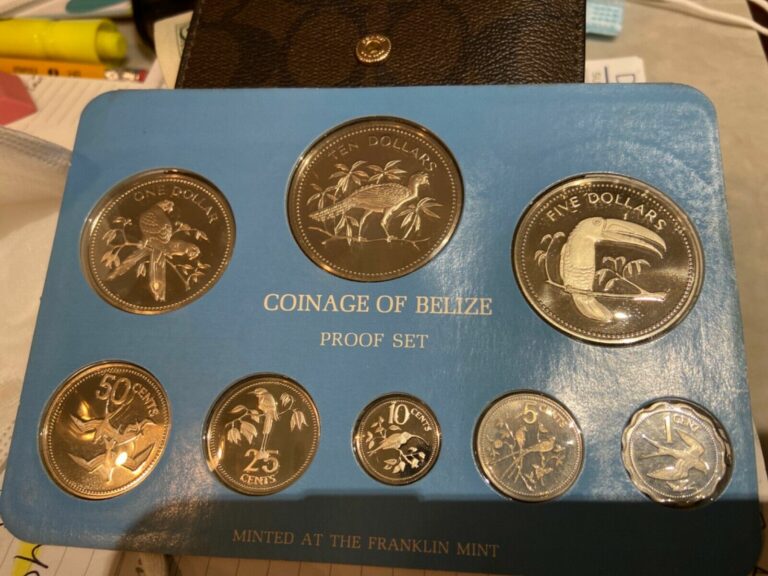 TEN DOLLARS
ONE DOLLAR
FIVE DOLLARS
COINAGE OF BELIZE
PROOF SET
50
CENTS
25
CENTS
10 CENTS
5
CENTS
1
CENT
MINTED AT THE FRANKLIN MINT